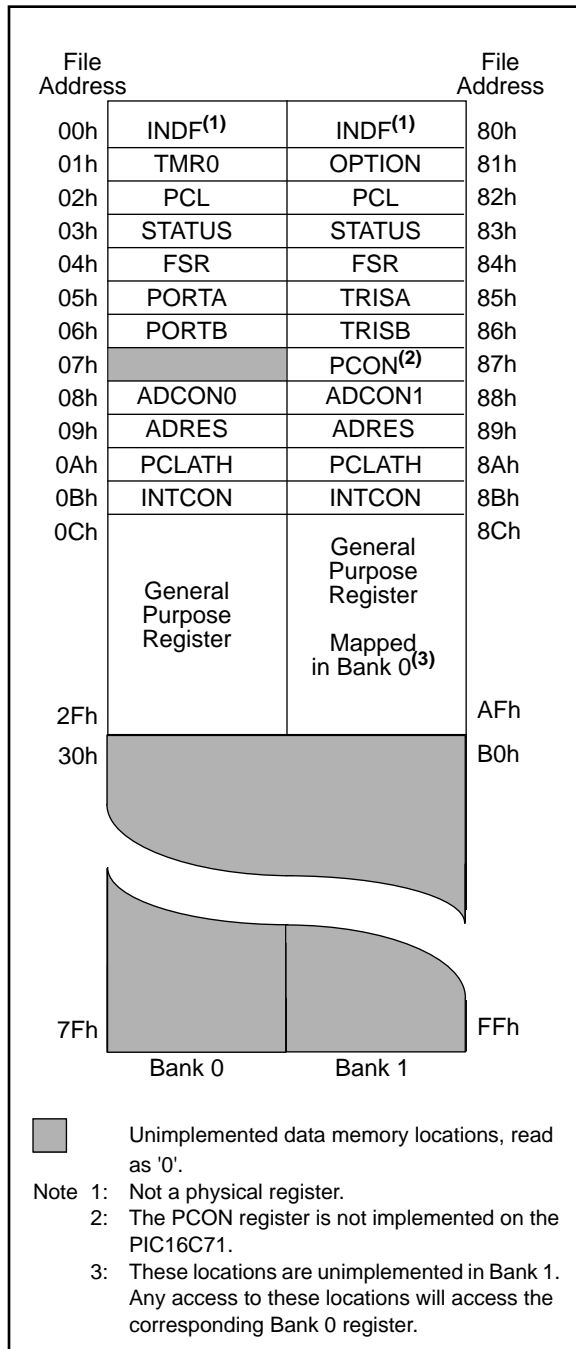 File Address File Address
00h INDF(1) INDF(1) 80h
01h TMR0 OPTION 81h
02h PCL PCL 82h
03h STATUS STATUS 83h
04h FSR FSR 84h
05h PORTA TRISA 85h
06h PORTB TRISB 86h
07h PCON(2) 87h
08h ADCON0 ADCON1 88h
09h ADRES ADRES 89h
0Ah PCLATH PCLATH 8Ah
0Bh INTCON INTCON 8Bh
0Ch 8Ch
General
Purpose
Register
General
Purpose
Register
Mapped
in Bank 0(3)
2Fh AFh
30h B0h
7Fh FFh
Bank 0 Bank 1
Unimplemented data memory locations, read
as '0'.
Note 1: Not a physical register.
2: The PCON register is not implemented on the
PIC16C71.
3: These locations are unimplemented in Bank 1.
Any access to these locations will access the
corresponding Bank 0 register.